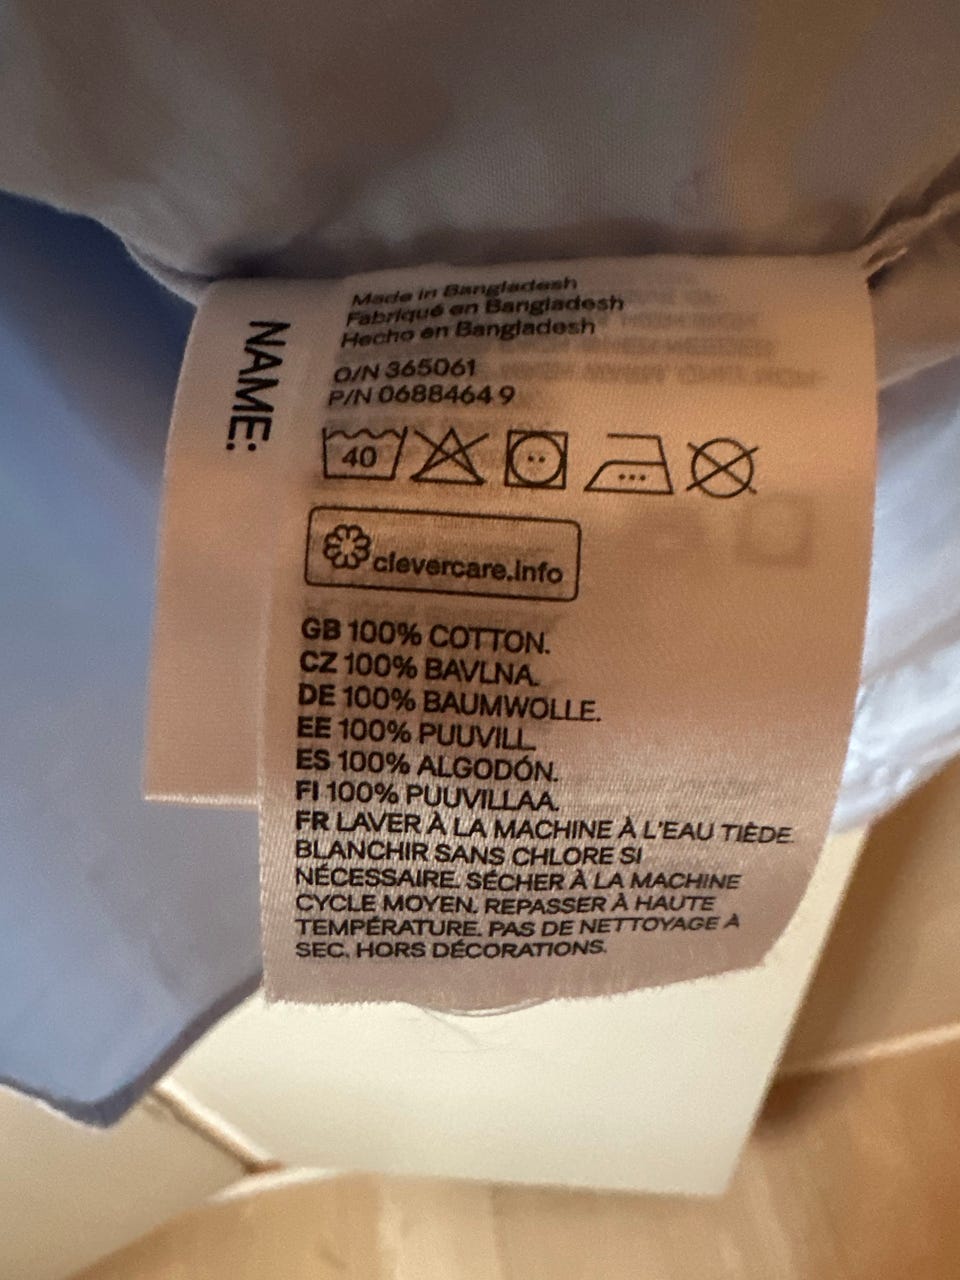 Made in Bangladesh
Fabriqué en Bangladesh
Hecho en Bangladesh
O/N 365061
P/N 0688464 9
NAME:
40
clevercare.info
GB 100% COTTON.
CZ 100% BAVLNA.
DE 100% BAUMWOLLE.
EE 100% PUUVILL.
ES 100% ALGODÓN.
FI 100% PUUVILLAA.
FR LAVER À LA MACHINE À L'EAU TIÈDE.
BLANCHIR SANS CHLORE SI
NÉCESSAIRE. SÉCHER À LA MACHINE
CYCLE MOYEN. REPASSER À HAUTE
TEMPÉRATURE. PAS DE NETTOYAGE À
SEC. HORS DÉCORATIONS.